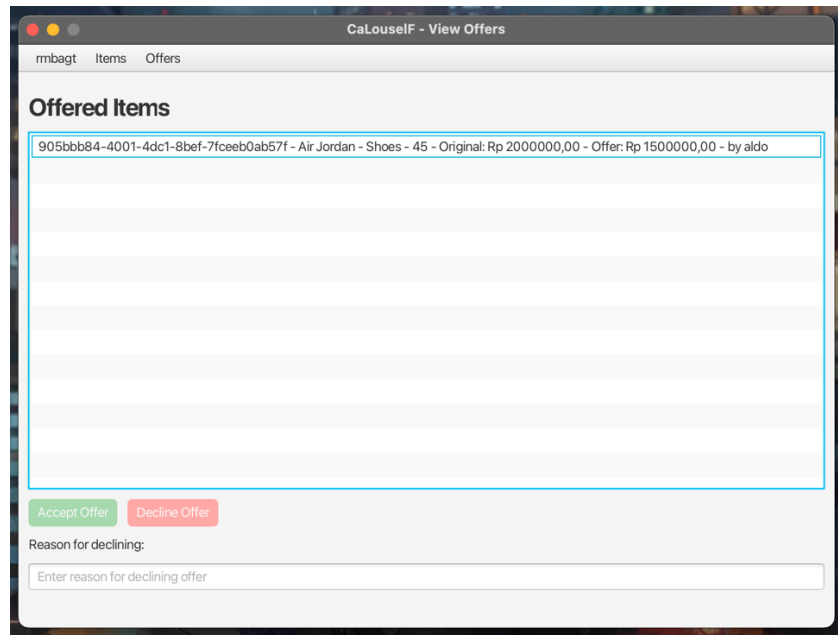 CaLouselF - View Offers
rmbagt Items Offers
Offered Items
905bbb84-4001-4dc1-8bef-7fceeb0ab57f - Air Jordan - Shoes - 45 - Original: Rp 2000000,00 - Offer: Rp 1500000,00 - by aldo
Accept Offer Decline Offer
Reason for declining:
Enter reason for declining offer